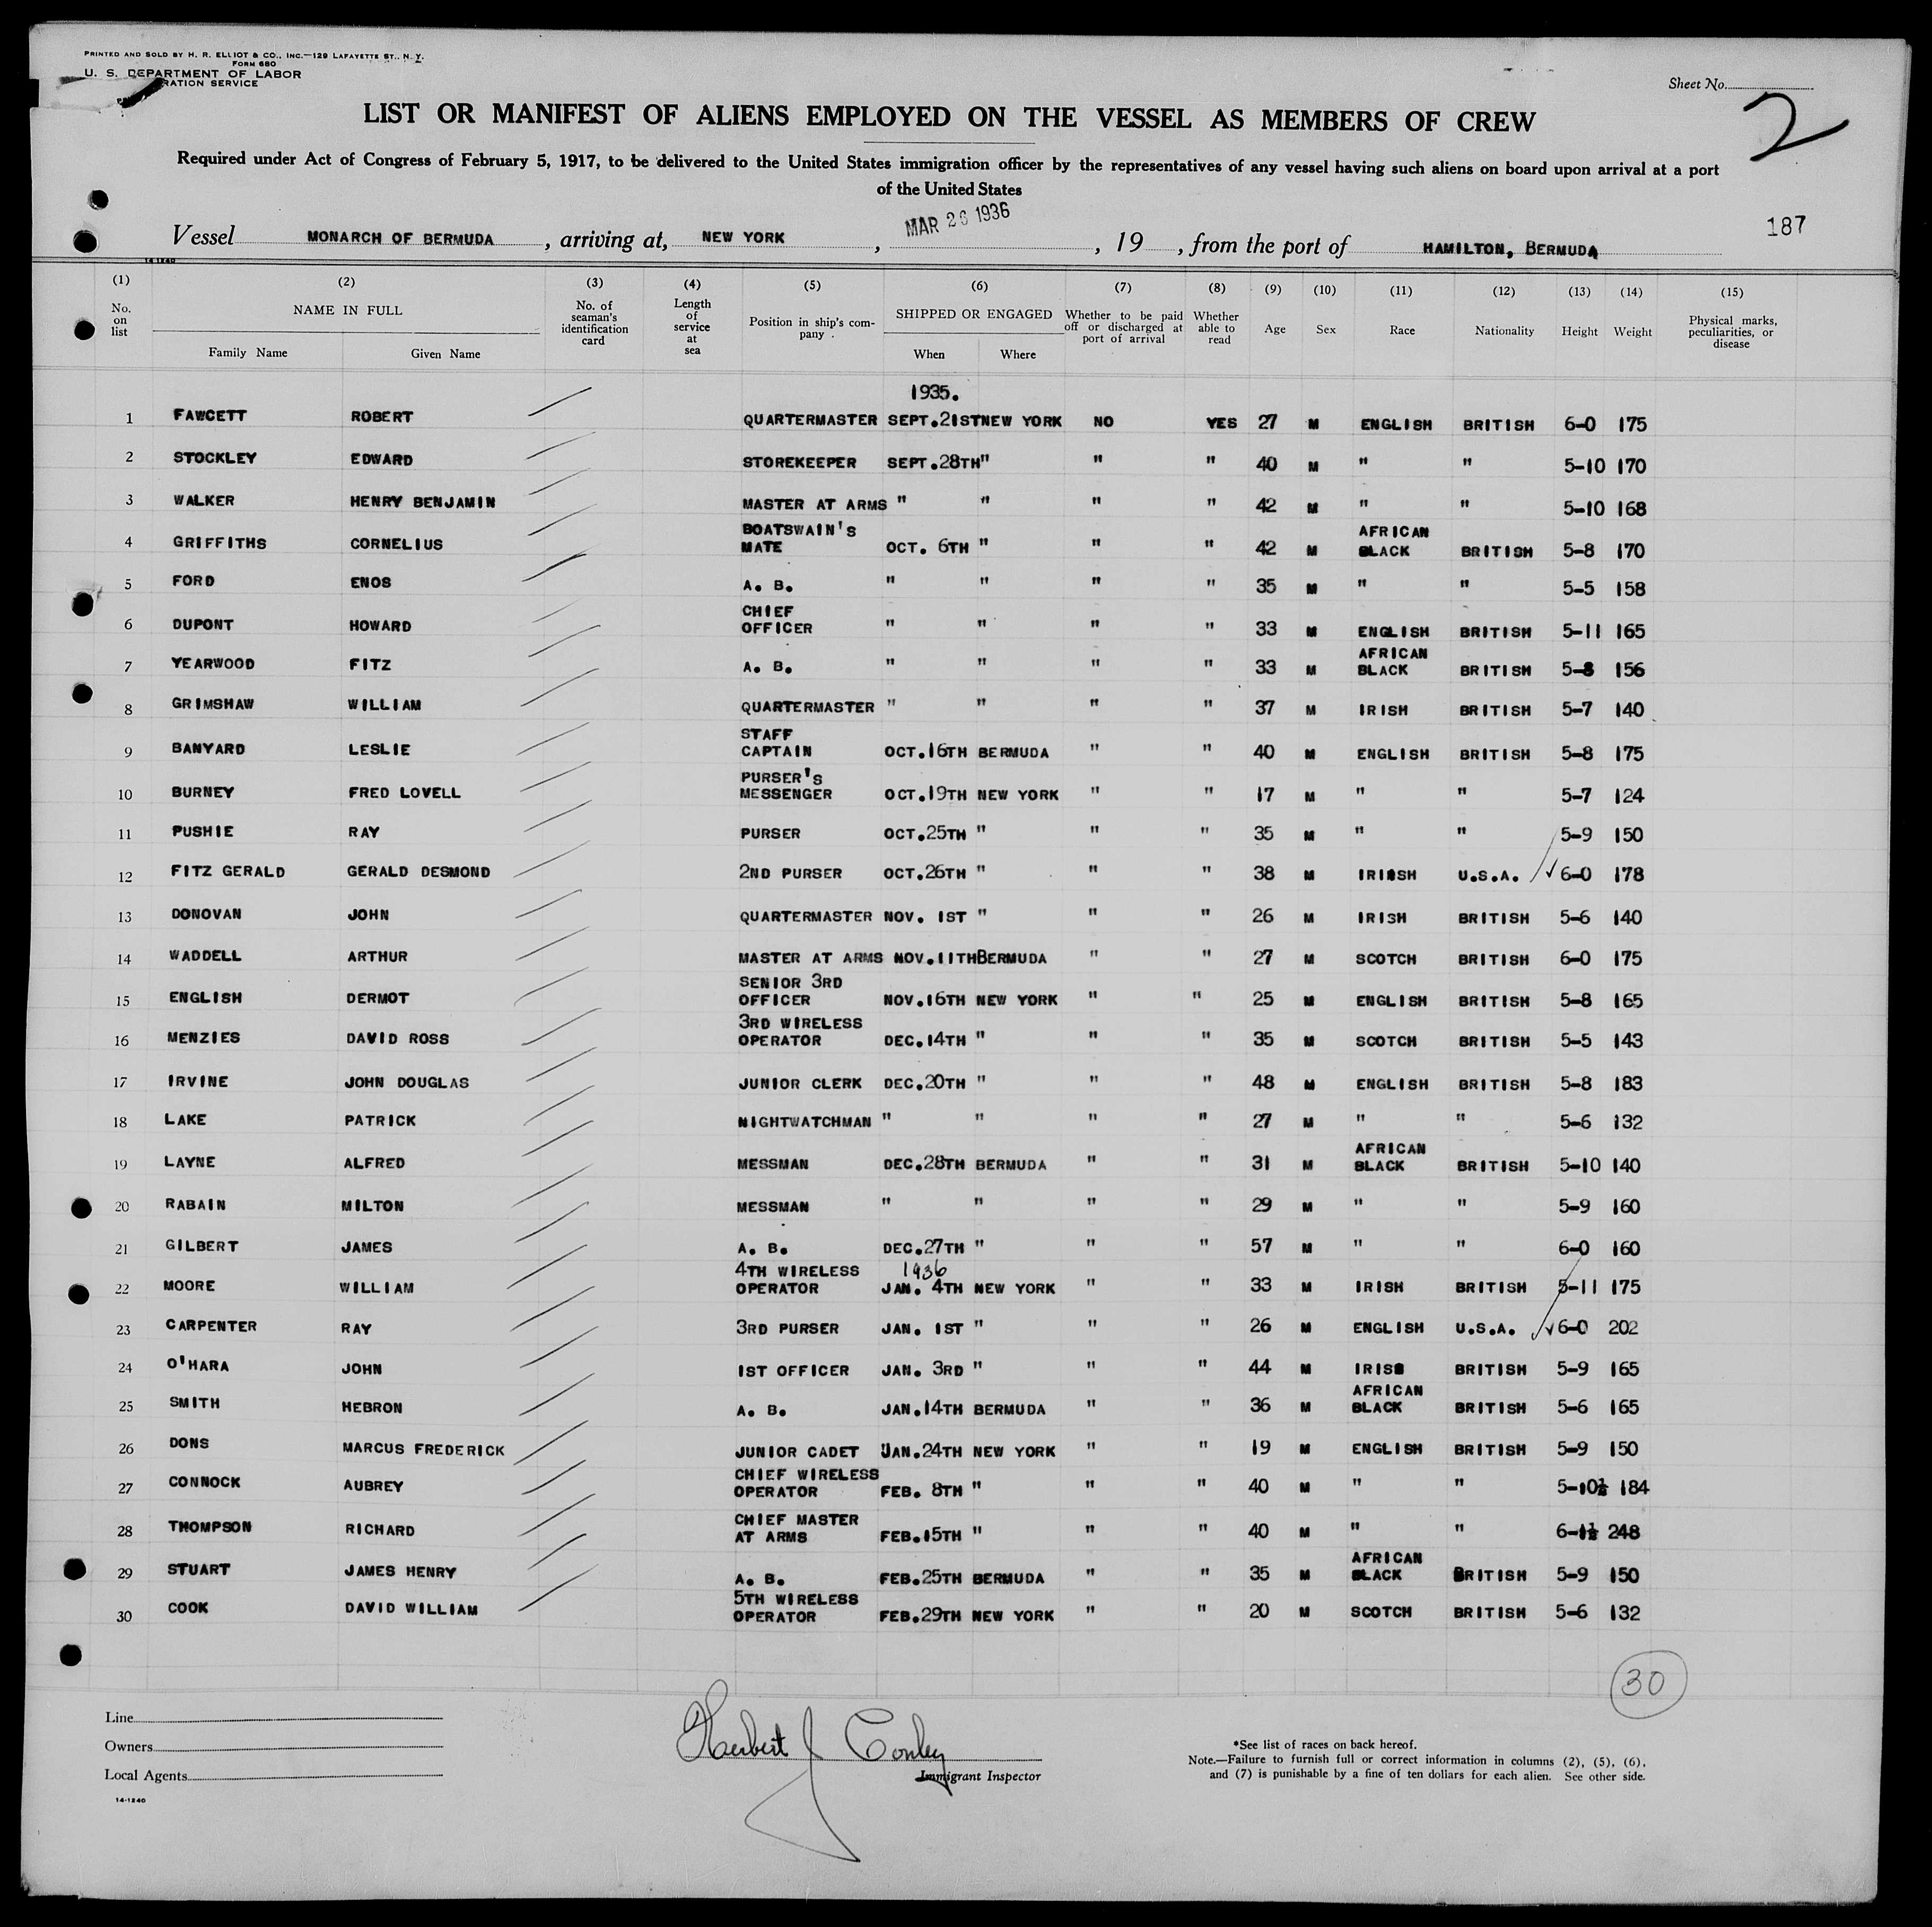 PRINTED AND SOLD BY H. R. ELLIOT & CO., INC.—129 LAFAYETTE ST., N. Y.
FORM 680
U. S. DEPARTMENT OF LABOR
RATION SERVICE
Sheet No.
2
LIST OR MANIFEST OF ALIENS EMPLOYED ON THE VESSEL AS MEMBERS OF CREW
Required under Act of Congress of February 5, 1917, to be delivered to the United States immigration officer by the representatives of any vessel having such aliens on board upon arrival at a port
of the United States
Vessel MONARCH OF BERMUDA, arriving at, NEW YORK, MAR 26 1936, 19 , from the port of HAMILTON, BERMUDA
187
14-1240
(1) (2) (3) (4) (5) (6) (7) (8) (9) (10) (11) (12) (13) (14) (15)
No. on list NAME IN FULL Family Name Given Name No. of seaman's identification card Length of service at sea Position in ship's company . SHIPPED OR ENGAGED When Where Whether to be paid off or discharged at port of arrival Whether able to read Age Sex Race Nationality Height Weight Physical marks, peculiarities, or disease
1935.
1 FAWCETT ROBERT QUARTERMASTER SEPT.21ST NEW YORK NO YES 27 M ENGLISH BRITISH 6-0 175
2 STOCKLEY EDWARD STOREKEEPER SEPT.28TH " " " 40 M " " 5-10 170
3 WALKER HENRY BENJAMIN MASTER AT ARMS " " " " 42 M " " 5-10 168
4 GRIFFITHS CORNELIUS BOATSWAIN'S MATE OCT. 6TH " " " 42 M AFRICAN BLACK BRITISH 5-8 170
5 FORD ENOS A. B. " " " " 35 M " " 5-5 158
6 DUPONT HOWARD CHIEF OFFICER " " " " 33 M ENGLISH BRITISH 5-11 165
7 YEARWOOD FITZ A. B. " " " " 33 M AFRICAN BLACK BRITISH 5-8 156
8 GRIMSHAW WILLIAM QUARTERMASTER " " " " 37 M IRISH BRITISH 5-7 140
9 BANYARD LESLIE STAFF CAPTAIN OCT.16TH BERMUDA " " 40 M ENGLISH BRITISH 5-8 175
10 BURNEY FRED LOVELL PURSER'S MESSENGER OCT.19TH NEW YORK " " 17 M " " 5-7 124
11 PUSHIE RAY PURSER OCT.25TH " " " 35 M " " 5-9 150
12 FITZ GERALD GERALD DESMOND 2ND PURSER OCT.26TH " " " 38 M IRISH U.S.A. ✓ 6-0 178
13 DONOVAN JOHN QUARTERMASTER NOV. 1ST " " " 26 M IRISH BRITISH 5-6 140
14 WADDELL ARTHUR MASTER AT ARMS NOV.11TH BERMUDA " " 27 M SCOTCH BRITISH 6-0 175
15 ENGLISH DERMOT SENIOR 3RD OFFICER NOV.16TH NEW YORK " " 25 M ENGLISH BRITISH 5-8 165
16 MENZIES DAVID ROSS 3RD WIRELESS OPERATOR DEC.14TH " " " 35 M SCOTCH BRITISH 5-5 143
17 IRVINE JOHN DOUGLAS JUNIOR CLERK DEC.20TH " " " 48 M ENGLISH BRITISH 5-8 183
18 LAKE PATRICK NIGHTWATCHMAN " " " " 27 M " " 5-6 132
19 LAYNE ALFRED MESSMAN DEC.28TH BERMUDA " " 31 M AFRICAN BLACK BRITISH 5-10 140
20 RABAIN MILTON MESSMAN " " " " 29 M " " 5-9 160
21 GILBERT JAMES A. B. DEC.27TH " " " 57 M " " 6-0 160
1936
22 MOORE WILLIAM 4TH WIRELESS OPERATOR JAN. 4TH NEW YORK " " 33 M IRISH BRITISH 5-11 175
23 CARPENTER RAY 3RD PURSER JAN. 1ST " " " 26 M ENGLISH U.S.A. ✓ 6-0 202
24 O'HARA JOHN 1ST OFFICER JAN. 3RD " " " 44 M IRISH BRITISH 5-9 165
25 SMITH HEBRON A. B. JAN.14TH BERMUDA " " 36 M AFRICAN BLACK BRITISH 5-6 165
26 DONS MARCUS FREDERICK JUNIOR CADET JAN.24TH NEW YORK " " 19 M ENGLISH BRITISH 5-9 150
27 CONNOCK AUBREY CHIEF WIRELESS OPERATOR FEB. 8TH " " " 40 M " " 5-10½ 184
28 THOMPSON RICHARD CHIEF MASTER AT ARMS FEB.15TH " " " 40 M " " 6-1½ 248
29 STUART JAMES HENRY A. B. FEB.25TH BERMUDA " " 35 M AFRICAN BLACK BRITISH 5-9 150
30 COOK DAVID WILLIAM 5TH WIRELESS OPERATOR FEB.29TH NEW YORK " " 20 M SCOTCH BRITISH 5-6 132
30
Line
Owners
Local Agents
14-1240
Herbert J Conley
Immigrant Inspector
*See list of races on back hereof.
Note.—Failure to furnish full or correct information in columns (2), (5), (6),
and (7) is punishable by a fine of ten dollars for each alien. See other side.